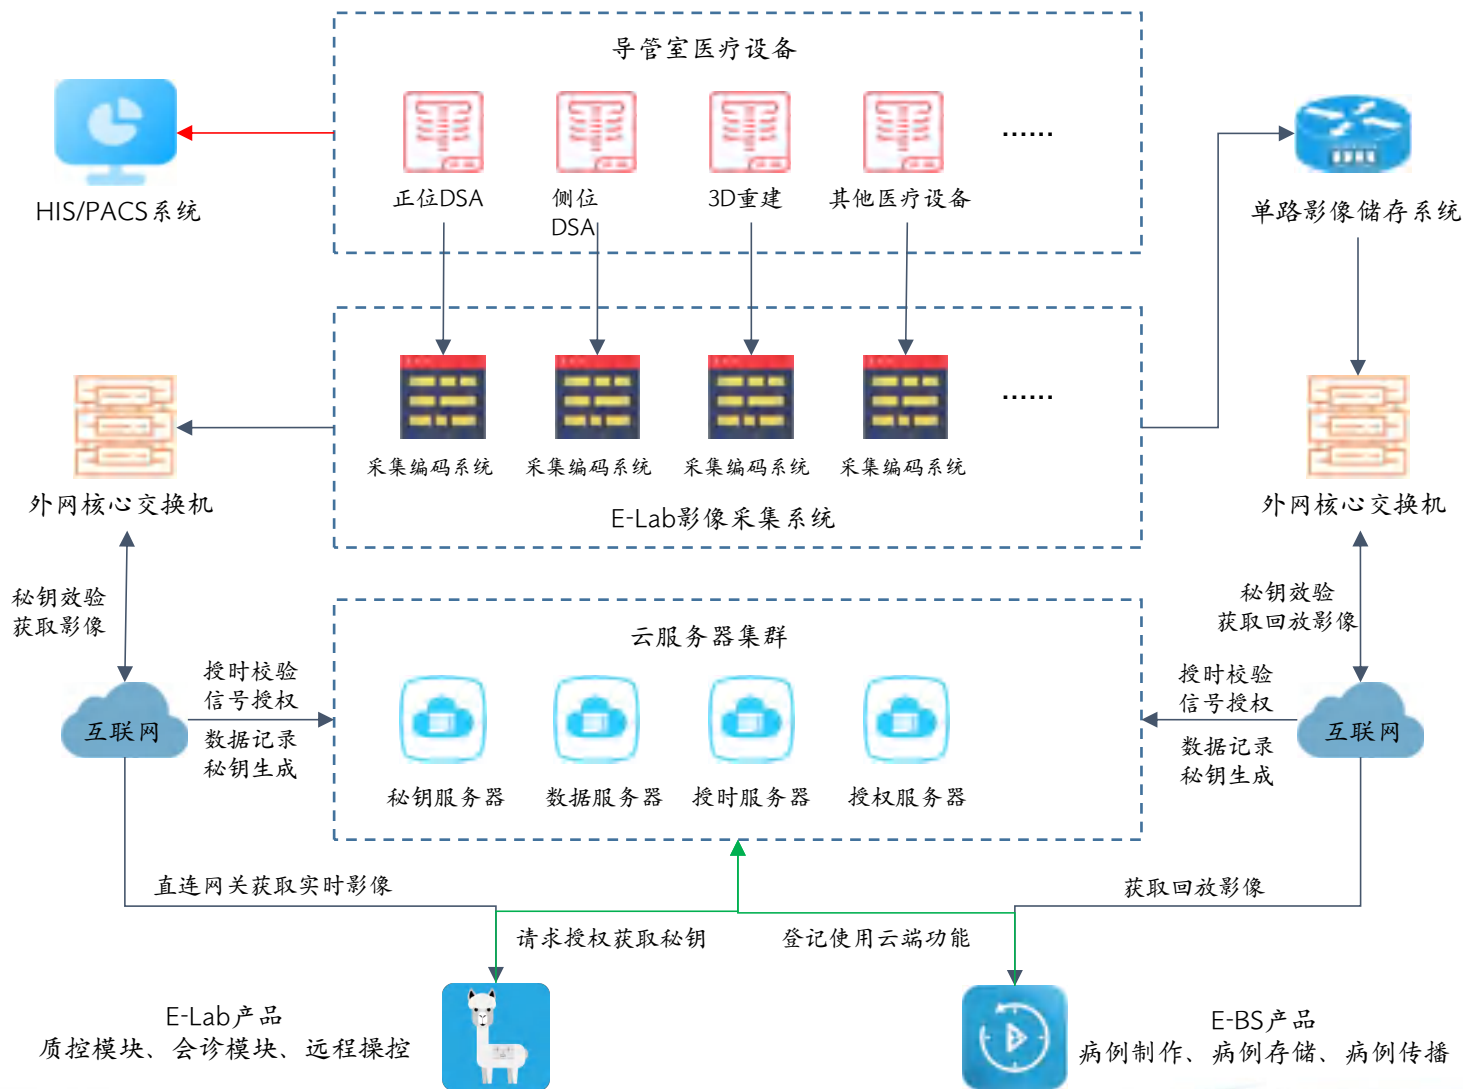 导管室医疗设备
......
HIS/PACS系统
正位DSA
侧位
DSA
3D重建
其他医疗设备
单路影像储存系统
......
采集编码系统
采集编码系统
采集编码系统
采集编码系统
E-Lab影像采集系统
外网核心交换机
外网核心交换机
秘钥效验
获取影像
秘钥效验
获取回放影像
云服务器集群
授时校验
信号授权
数据记录
秘钥生成
互联网
授时校验
信号授权
数据记录
秘钥生成
互联网
秘钥服务器
数据服务器
授时服务器
授权服务器
直连网关获取实时影像
获取回放影像
请求授权获取秘钥
登记使用云端功能
E-Lab产品
质控模块、会诊模块、远程操控
E-BS产品
病例制作、病例存储、病例传播